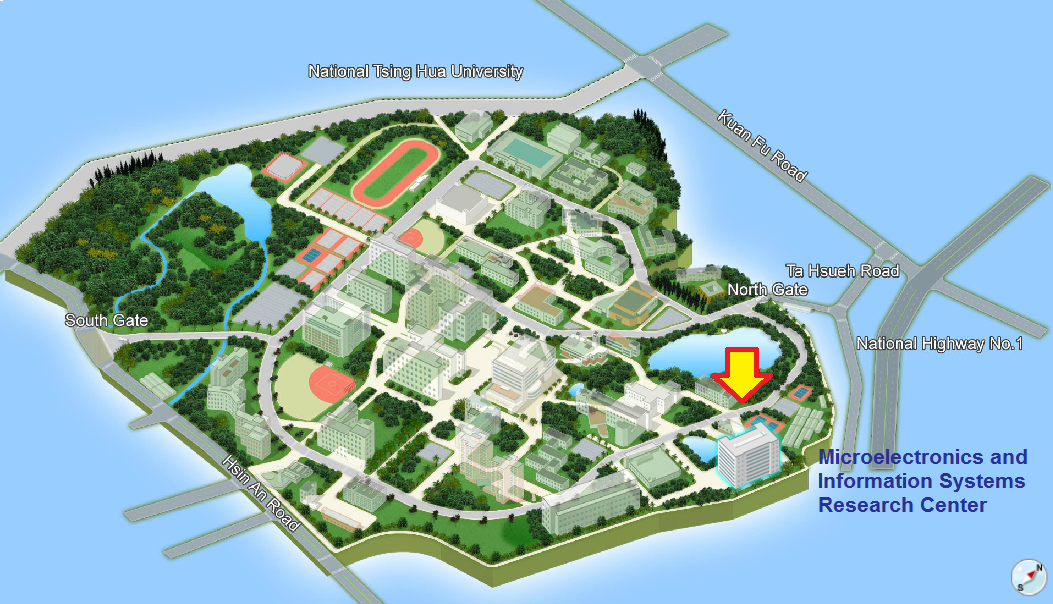 National Tsing Hua University
Kuan Fu Road
Ta Hsueh Road
North Gate
South Gate
National Highway No.1
Microelectronics and
Information Systems
Research Center
Hsin An Road
N
S